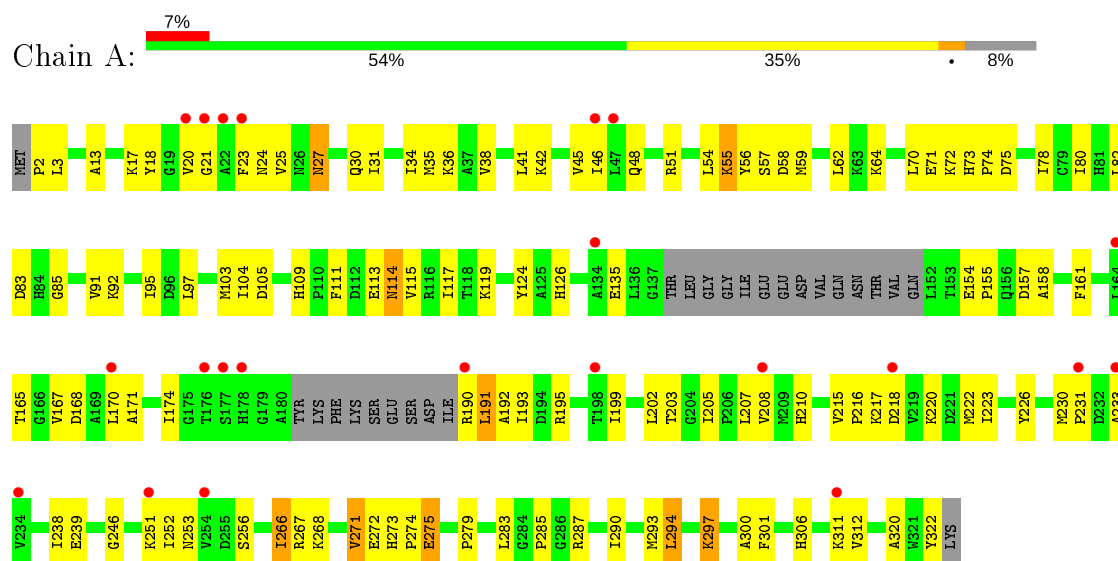 7%
Chain A:
54% 35% • 8%
MET P2 L3 A13 K17 Y18 G19 V20 G21 A22 F23 N24 V25 N26 N27 Q30 I31 I34 M35 K36 A37 V38 L41 K42 V45 I46 L47 Q48 R51 L54 K55 Y56 S57 D58 M59 L62 K63 K64 L70 E71 K72 H73 P74 D75 I78 C79 I80 H81 L82
D83 H84 G85 V91 K92 I95 D96 L97 M103 I104 D105 H109 P110 F111 D112 E113 N114 V115 R116 I117 T118 K119 Y124 A125 H126 A134 E135 L136 G137 THR LEU GLY GLY ILE GLU GLU ASP VAL GLN ASN THR VAL GLN L152 T153 E154 P155 Q156 D157 A158 F161 L164
T165 G166 V167 D168 A169 L170 A171 I174 G175 T176 S177 H178 G179 A180 TYR LYS PHE LYS SER GLU SER ASP ILE R190 L191 A192 I193 D194 R195 T198 I199 L202 T203 G204 I205 P206 L207 V208 M209 H210 V215 P216 K217 D218 V219 K220 D221 M222 I223 Y226 M230 P231 D232 A233
V234 I238 E239 G246 K251 I252 N253 V254 D255 S256 I266 R267 K268 V271 E272 H273 P274 E275 P279 L283 G284 P285 G286 R287 I290 M293 L294 K297 A300 F301 H306 K311 V312 A320 W321 Y322 LYS